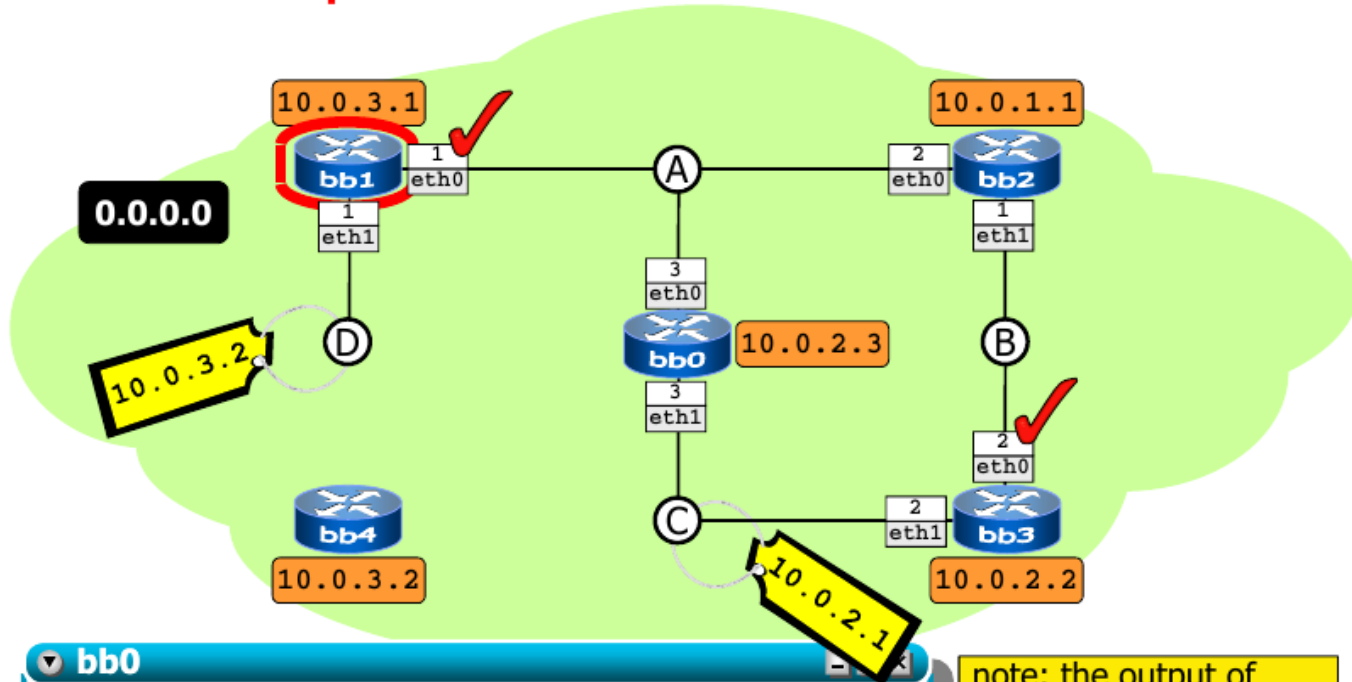 10.0.3.1
10.0.1.1
bb1
1
eth0
A
2
eth0
bb2
0.0.0.0
1
eth1
1
eth1
3
eth0
10.0.3.2
D
bb0
10.0.2.3
B
3
eth1
2
eth0
bb4
C
2
eth1
bb3
10.0.3.2
10.0.2.1
10.0.2.2
bb0
note: the output of